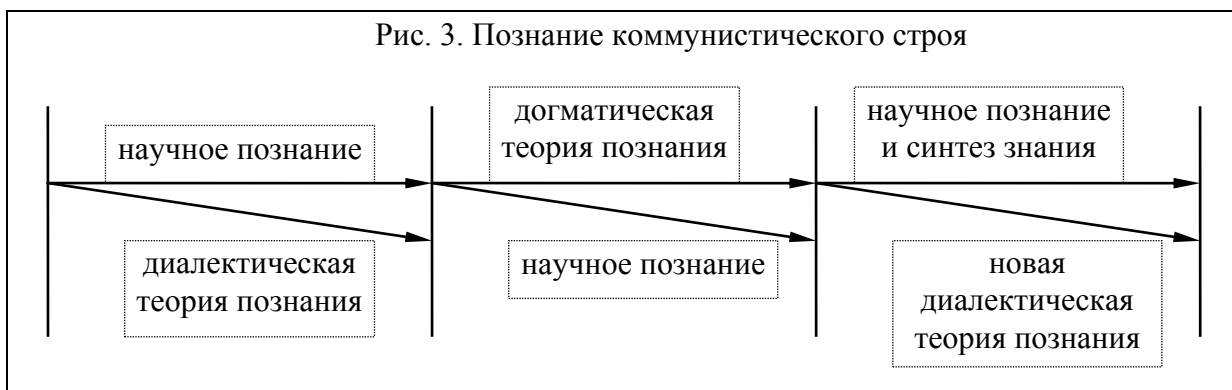 Рис. 3. Познание коммунистического строя
научное познание
диалектическая
теория познания
догматическая
теория познания
научное познание
научное познание
и синтез знания
новая
диалектическая
теория познания